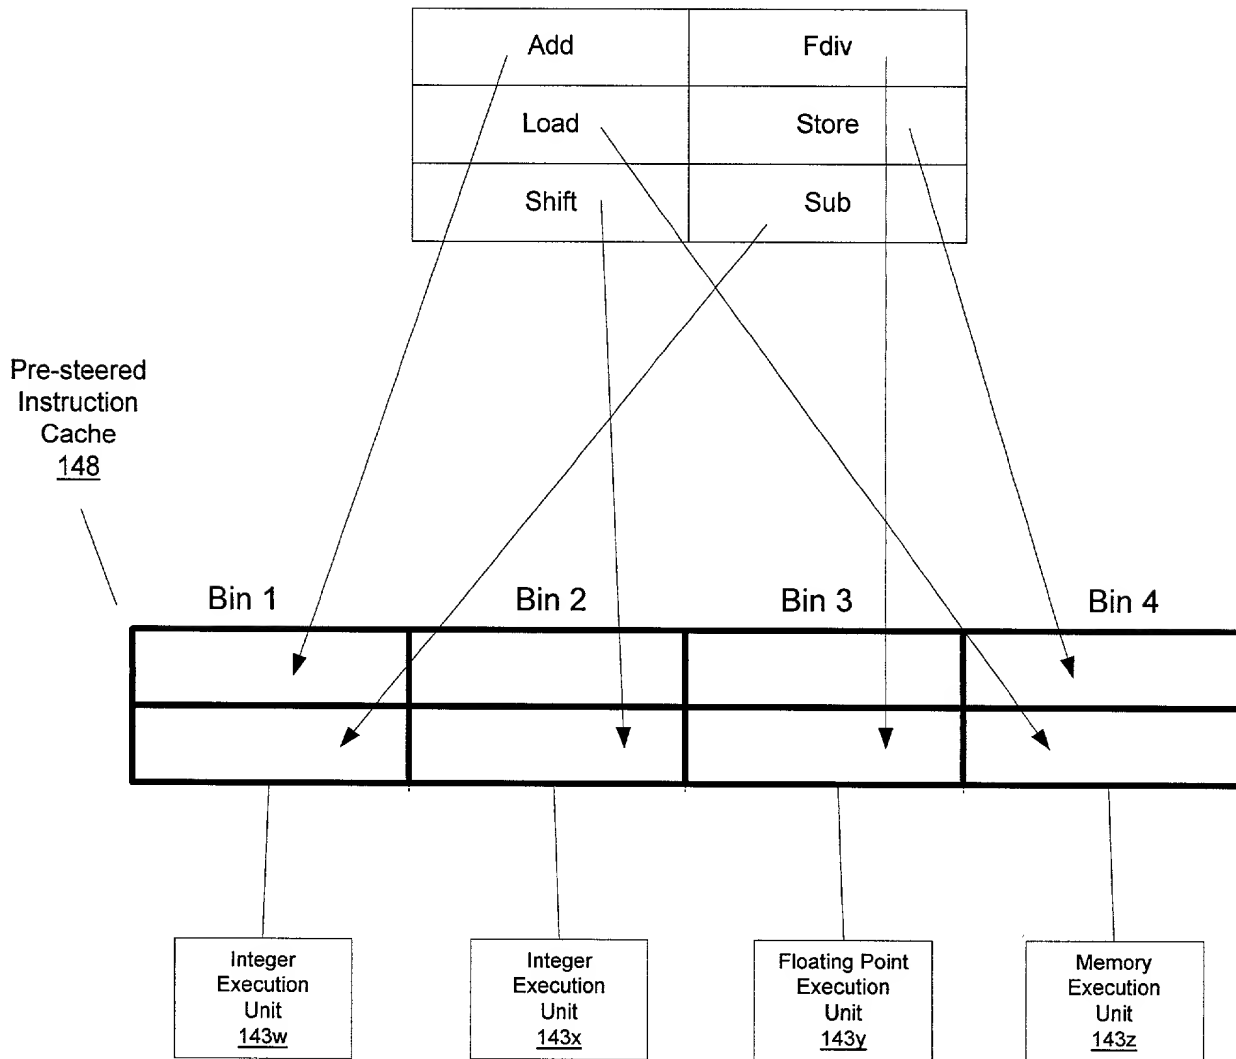 Add Fdiv
Load Store
Shift Sub
Pre-steered
Instruction
Cache
148
Bin 1 Bin 2 Bin 3 Bin 4
Integer
Execution
Unit
143w
Integer
Execution
Unit
143x
Floating Point
Execution
Unit
143y
Memory
Execution
Unit
143z